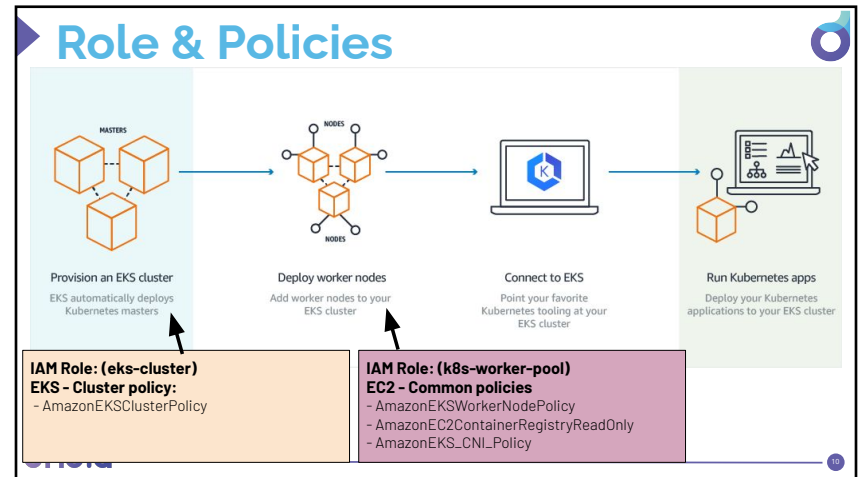 Role & Policies
MASTERS
NODES
NODES
K
Provision an EKS cluster
EKS automatically deploys
Kubernetes masters
Deploy worker nodes
Add worker nodes to your
EKS cluster
Connect to EKS
Point your favorite
Kubernetes tooling at your
EKS cluster
Run Kubernetes apps
Deploy your Kubernetes
applications to your EKS cluster
IAM Role: (eks-cluster)
EKS - Cluster policy:
- AmazonEKSClusterPolicy
IAM Role: (k8s-worker-pool)
EC2 - Common policies
- AmazonEKSWorkerNodePolicy
- AmazonEC2ContainerRegistryReadOnly
- AmazonEKS_CNI_Policy
10